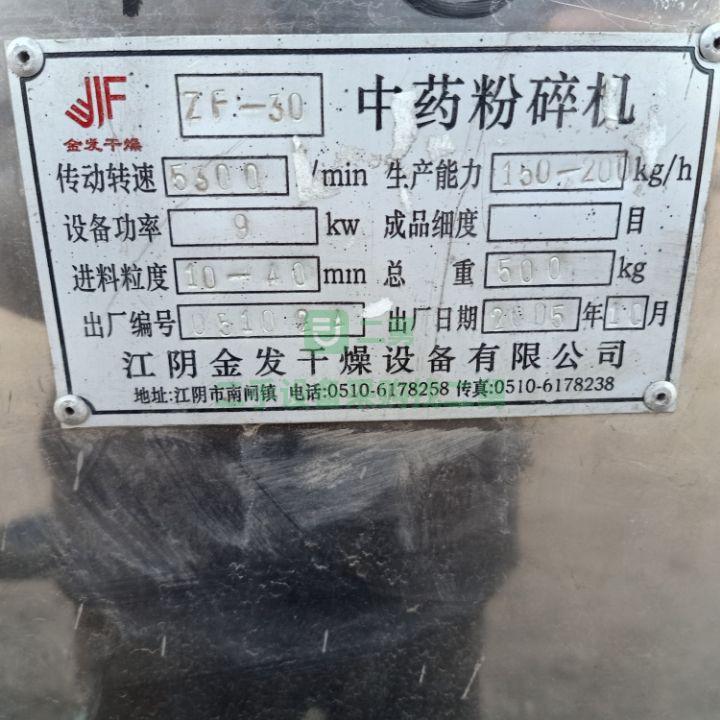 JF ZF-30 中药粉碎机
金发干燥
传动转速 5300 /min 生产能力 150-200 kg/h
设备功率 9 kw 成品细度 目
进料粒度 10-40 mm 总重 500 kg
出厂编号 出厂日期 2005 年 10 月
江阴金发干燥设备有限公司
地址:江阴市南闸镇 电话:0510-6178258 传真:0510-6178238